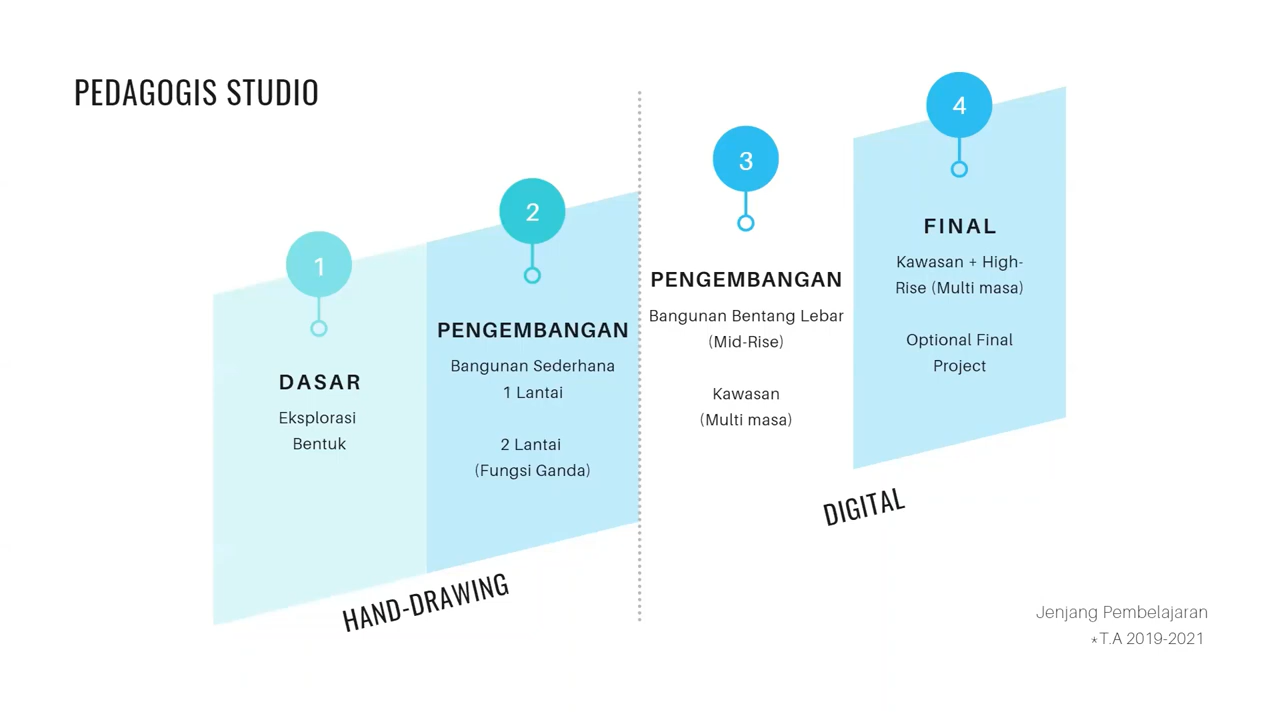 PEDAGOGIS STUDIO
1
DASAR
Eksplorasi
Bentuk
2
PENGEMBANGAN
Bangunan Sederhana
1 Lantai
2 Lantai
(Fungsi Ganda)
HAND-DRAWING
3
PENGEMBANGAN
Bangunan Bentang Lebar
(Mid-Rise)
Kawasan
(Multi masa)
4
FINAL
Kawasan + High-
Rise (Multi masa)
Optional Final
Project
DIGITAL
Jenjang Pembelajaran
*T.A 2019-2021